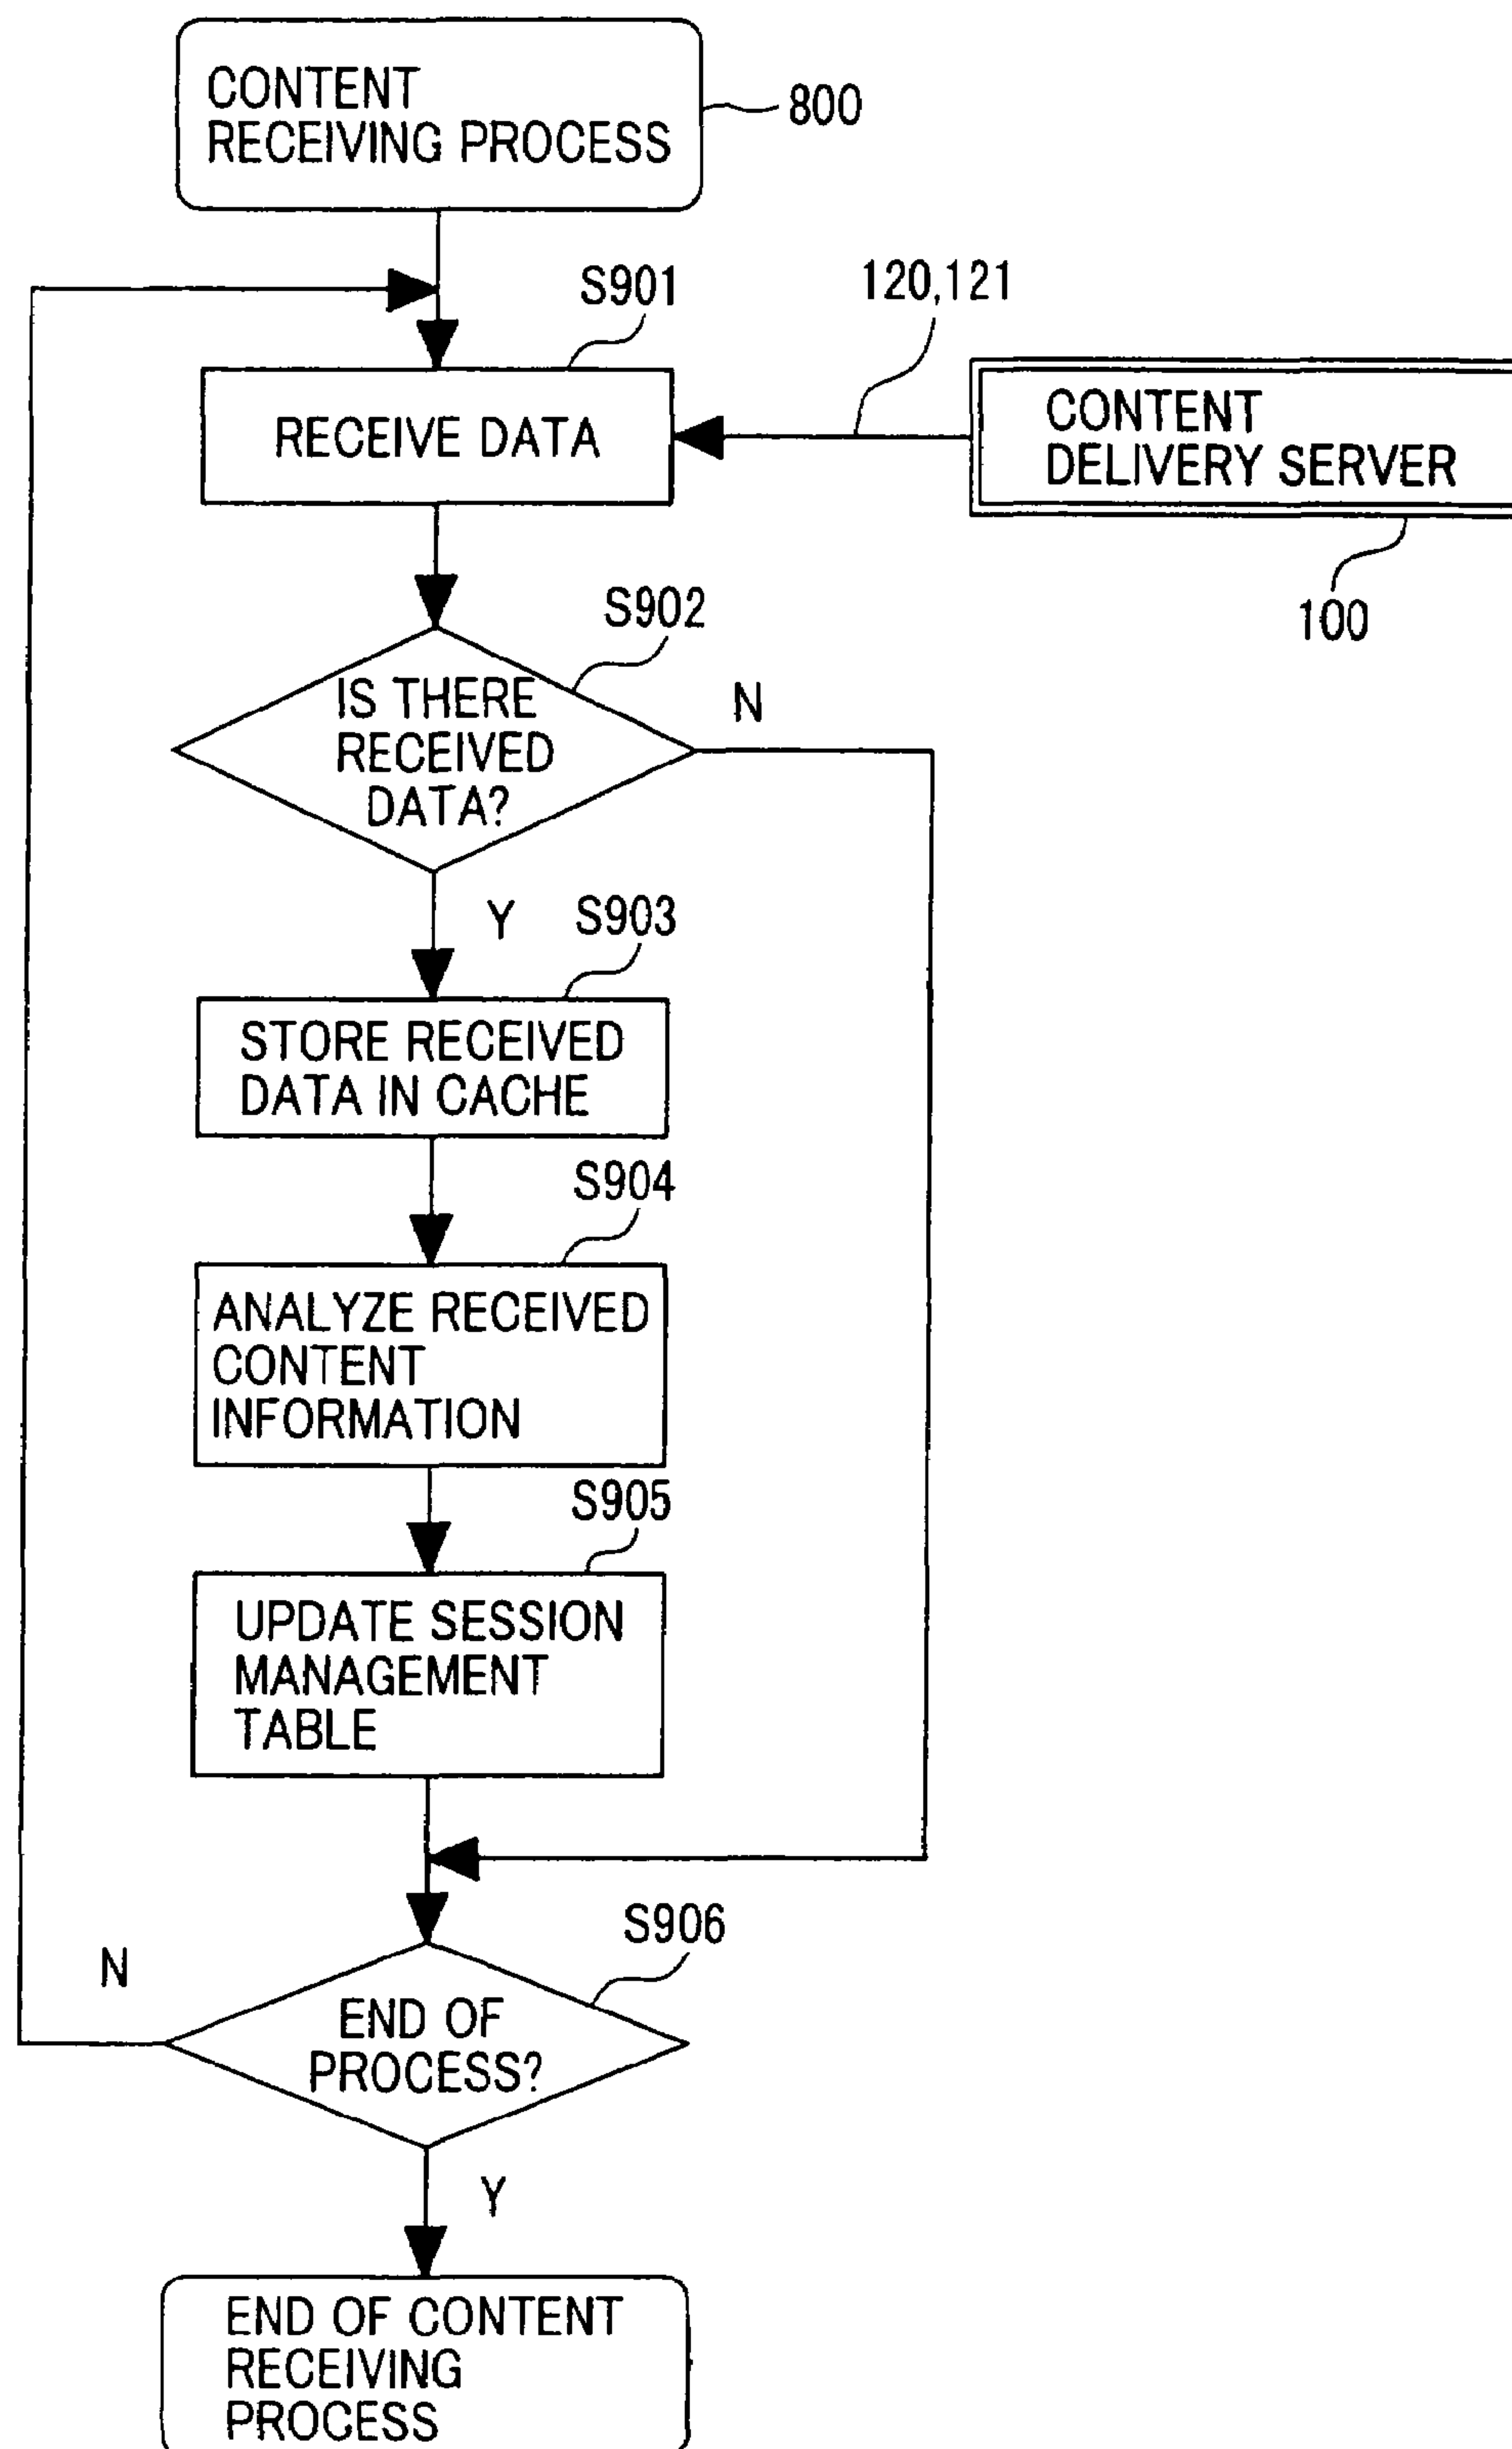 CONTENT
RECEIVING PROCESS
800
S901
120,121
RECEIVE DATA
CONTENT
DELIVERY SERVER
100
S902
IS THERE
RECEIVED
DATA?
N
Y
S903
STORE RECEIVED
DATA IN CACHE
S904
ANALYZE RECEIVED
CONTENT
INFORMATION
S905
UPDATE SESSION
MANAGEMENT
TABLE
S906
N
END OF
PROCESS?
Y
END OF CONTENT
RECEIVING
PROCESS